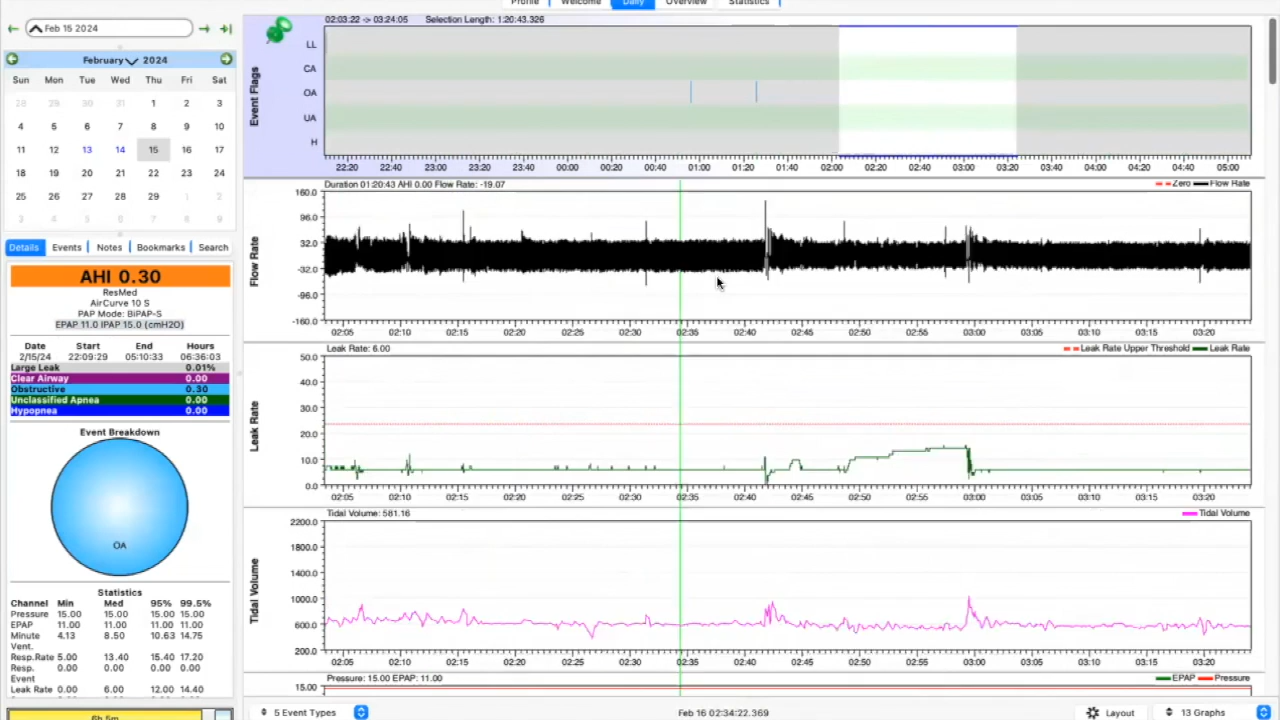 Profile Welcome Daily Overview Statistics
Feb 15 2024
February 2024
Sun Mon Tue Wed Thu Fri Sat
28 29 30 31 1 2 3
4 5 6 7 8 9 10
11 12 13 14 15 16 17
18 19 20 21 22 23 24
25 26 27 28 29 1 2
3 4 5 6 7 8 9
Details Events Notes Bookmarks Search
AHI 0.30
ResMed
AirCurve 10 S
PAP Mode: BiPAP-S
EPAP 11.0 IPAP 15.0 (cmH2O)
Date Start End Hours
2/15/24 22:09:29 05:10:33 06:36:03
Large Leak 0.01%
Clear Airway 0.00
Obstructive 0.30
Unclassified Apnea 0.00
Hypopnea 0.00
Event Breakdown
OA
Statistics
Channel Min Med 95% 99.5%
Pressure 15.00 15.00 15.00 15.00
EPAP 11.00 11.00 11.00 11.00
Minute Vent. 4.13 8.50 10.63 14.75
Resp.Rate 5.00 13.40 15.40 17.20
Resp. Event 0.00 0.00 0.00 0.00
Leak Rate 0.00 6.00 12.00 14.40
6h 5m
02:03:22 -> 03:24:05 Selection Length: 1:20:43.326
Event Flags
LL
CA
OA
UA
H
22:20 22:40 23:00 23:20 23:40 00:00 00:20 00:40 01:00 01:20 01:40 02:00 02:20 02:40 03:00 03:20 03:40 04:00 04:20 04:40 05:00
Duration 01:20:43 AHI 0.00 Flow Rate: -19.07 Zero Flow Rate
Flow Rate
160.0
96.0
32.0
-32.0
-96.0
-160.0
02:05 02:10 02:15 02:20 02:25 02:30 02:35 02:40 02:45 02:50 02:55 03:00 03:05 03:10 03:15 03:20
Leak Rate: 6.00 Leak Rate Upper Threshold Leak Rate
Leak Rate
50.0
40.0
30.0
20.0
10.0
0.0
02:05 02:10 02:15 02:20 02:25 02:30 02:35 02:40 02:45 02:50 02:55 03:00 03:05 03:10 03:15 03:20
Tidal Volume: 581.16 Tidal Volume
Tidal Volume
2200.0
1800.0
1400.0
1000.0
600.0
200.0
02:05 02:10 02:15 02:20 02:25 02:30 02:35 02:40 02:45 02:50 02:55 03:00 03:05 03:10 03:15 03:20
Pressure: 15.00 EPAP: 11.00 EPAP Pressure
15.00
5 Event Types Feb 16 02:34:22.369 Layout 13 Graphs